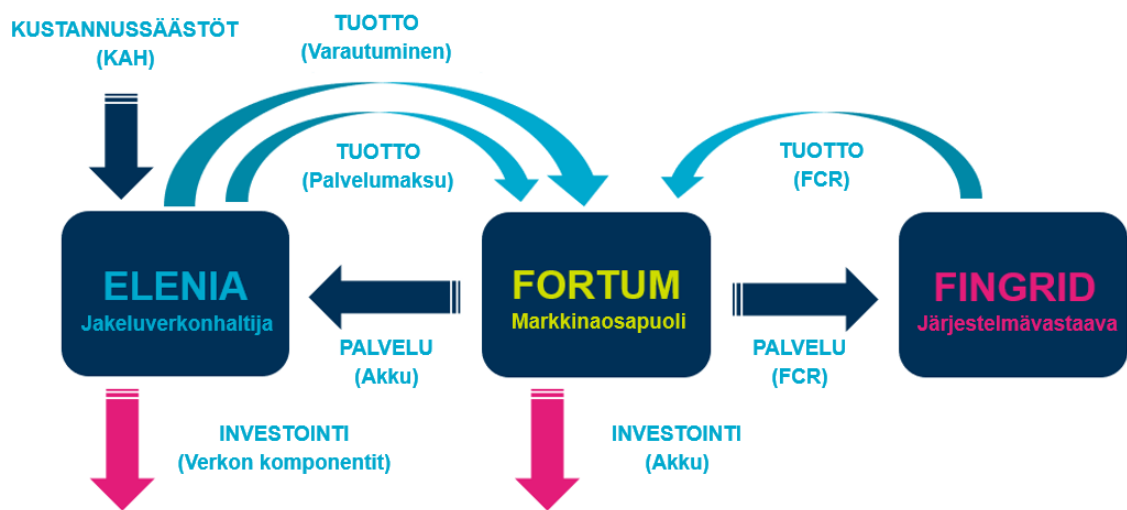 KUSTANNUSSÄÄSTÖT
(KAH)
TUOTTO
(Varautuminen)
TUOTTO
(Palvelumaksu)
TUOTTO
(FCR)
ELENIA
Jakeluverkonhaltija
FORTUM
Markkinaosapuoli
FINGRID
Järjestelmävastaava
PALVELU
(Akku)
PALVELU
(FCR)
INVESTOINTI
(Verkon komponentit)
INVESTOINTI
(Akku)